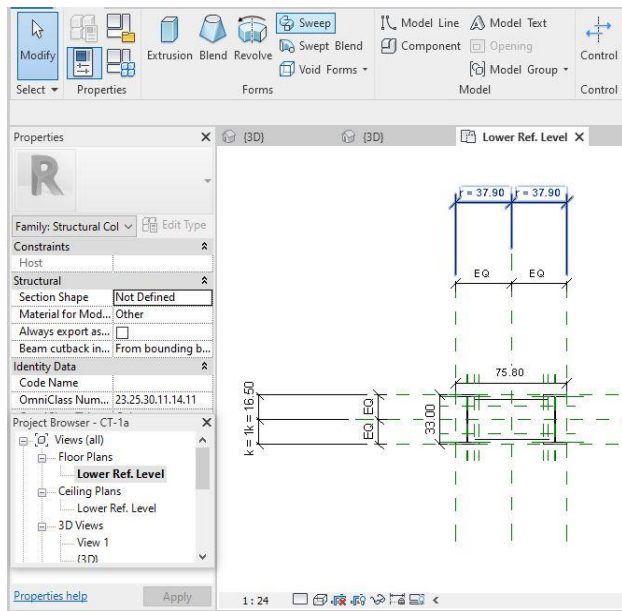 Sweep
Model Line
Model Text
Modify
Extrusion
Blend
Revolve
Swept Blend
Component
Opening
Control
Void Forms
Model Group
Select
Properties
Forms
Model
Control
Properties
{3D}
{3D}
Lower Ref. Level
R
Family: Structural Col
Edit Type
Constraints
Host
Structural
Section Shape
Not Defined
Material for Mod...
Other
Always export as...
Beam cutback in...
From bounding b...
Identity Data
Code Name
OmniClass Num...
23.25.30.11.14.11
Project Browser - CT-1a
Views (all)
Floor Plans
Lower Ref. Level
Ceiling Plans
Lower Ref. Level
3D Views
View 1
{3D}
Properties help
Apply
r = 37.90
r = 37.90
EQ
EQ
75.80
k = 1k = 16.50
EQ
EQ
33.00
1 : 24